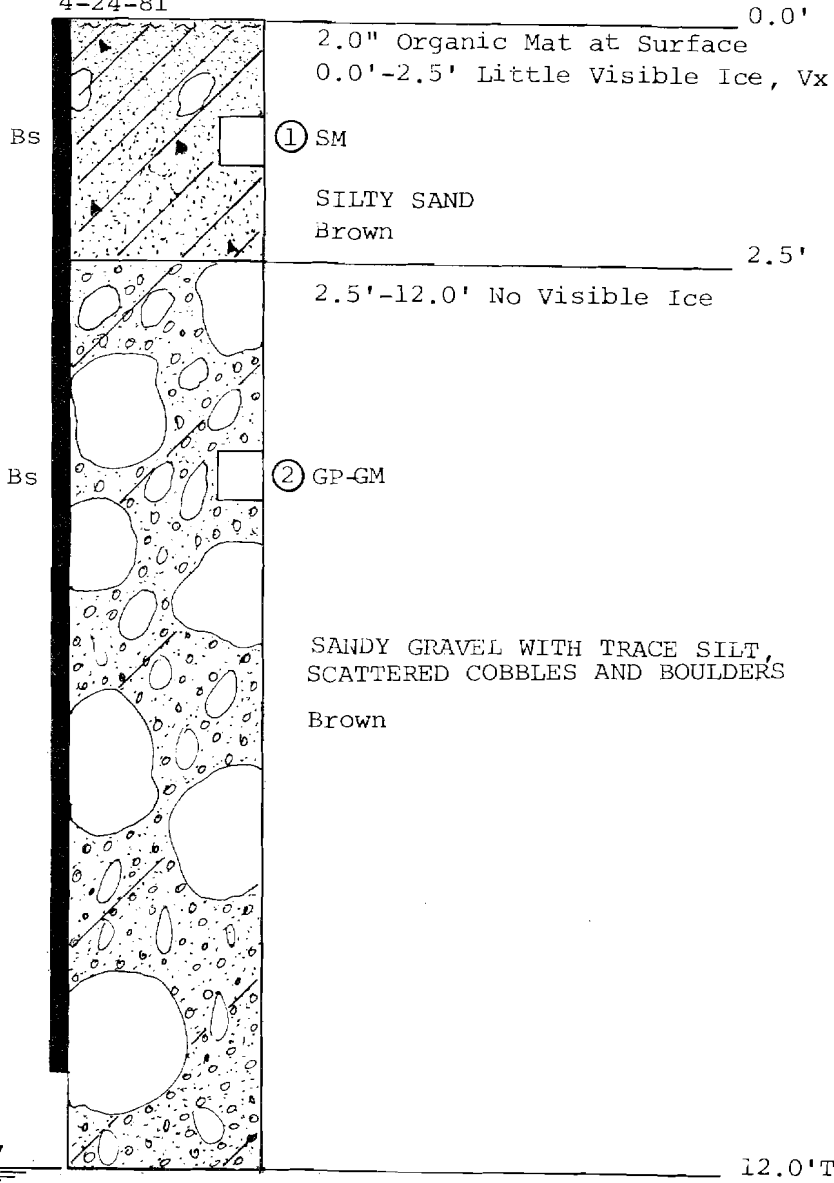 4-24-81
0.0'
2.0" Organic Mat at Surface
0.0'-2.5' Little Visible Ice, Vx
Bs
① SM
SILTY SAND
Brown
2.5'
2.5'-12.0' No Visible Ice
Bs
② GP-GM
SANDY GRAVEL WITH TRACE SILT,
SCATTERED COBBLES AND BOULDERS
Brown
12.0'T